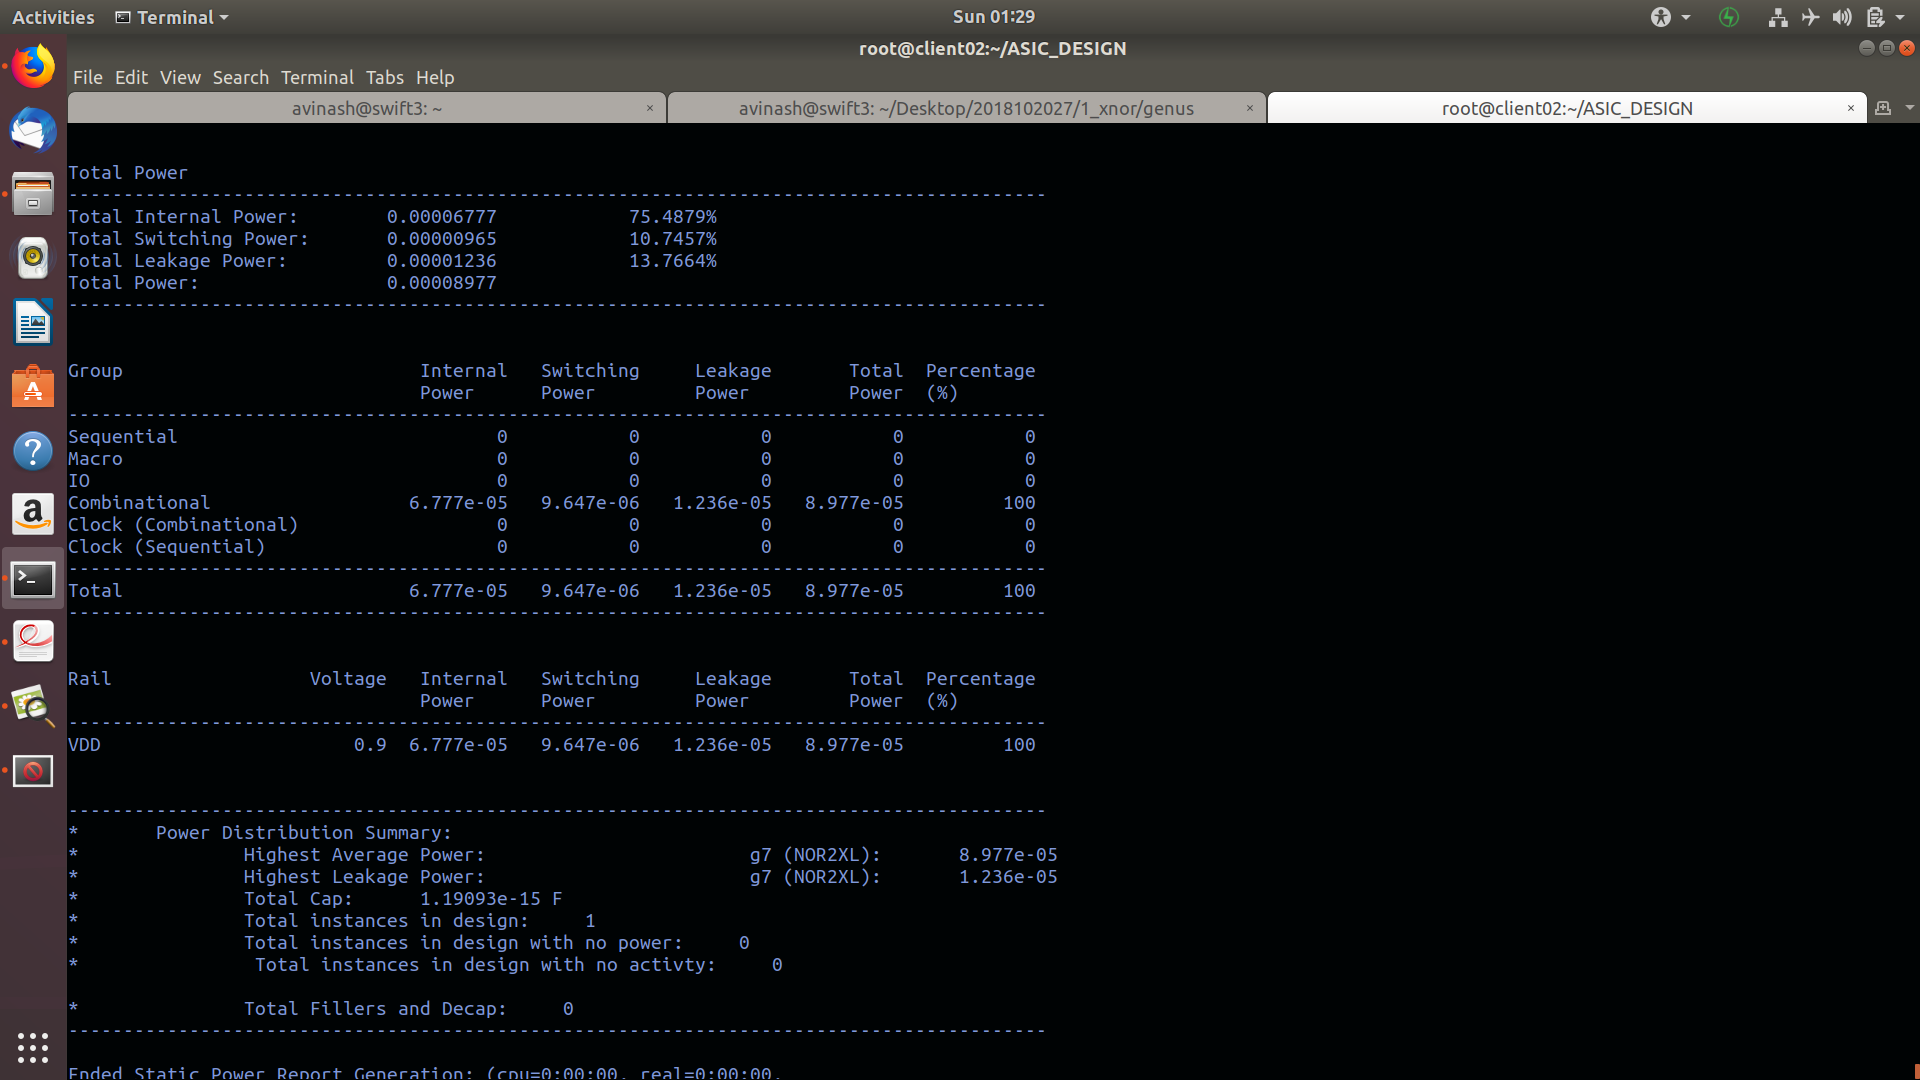 Activities Terminal Sun 01:29
root@client02:~/ASIC_DESIGN
File Edit View Search Terminal Tabs Help
avinash@swift3: ~ × avinash@swift3: ~/Desktop/2018102027/1_xnor/genus × root@client02:~/ASIC_DESIGN ×
Total Power
-----------------------------------------------------------------------------------------
Total Internal Power: 0.00006777 75.4879%
Total Switching Power: 0.00000965 10.7457%
Total Leakage Power: 0.00001236 13.7664%
Total Power: 0.00008977
-----------------------------------------------------------------------------------------
Group Internal Switching Leakage Total Percentage
Power Power Power Power (%)
-----------------------------------------------------------------------------------------
Sequential 0 0 0 0 0
Macro 0 0 0 0 0
IO 0 0 0 0 0
Combinational 6.777e-05 9.647e-06 1.236e-05 8.977e-05 100
Clock (Combinational) 0 0 0 0 0
Clock (Sequential) 0 0 0 0 0
-----------------------------------------------------------------------------------------
Total 6.777e-05 9.647e-06 1.236e-05 8.977e-05 100
-----------------------------------------------------------------------------------------
Rail Voltage Internal Switching Leakage Total Percentage
Power Power Power Power (%)
-----------------------------------------------------------------------------------------
VDD 0.9 6.777e-05 9.647e-06 1.236e-05 8.977e-05 100
-----------------------------------------------------------------------------------------
* Power Distribution Summary:
* Highest Average Power: g7 (NOR2XL): 8.977e-05
* Highest Leakage Power: g7 (NOR2XL): 1.236e-05
* Total Cap: 1.19093e-15 F
* Total instances in design: 1
* Total instances in design with no power: 0
* Total instances in design with no activty: 0
* Total Fillers and Decap: 0
-----------------------------------------------------------------------------------------
Ended Static Power Report Generation: (cpu=0:00:00, real=0:00:00,